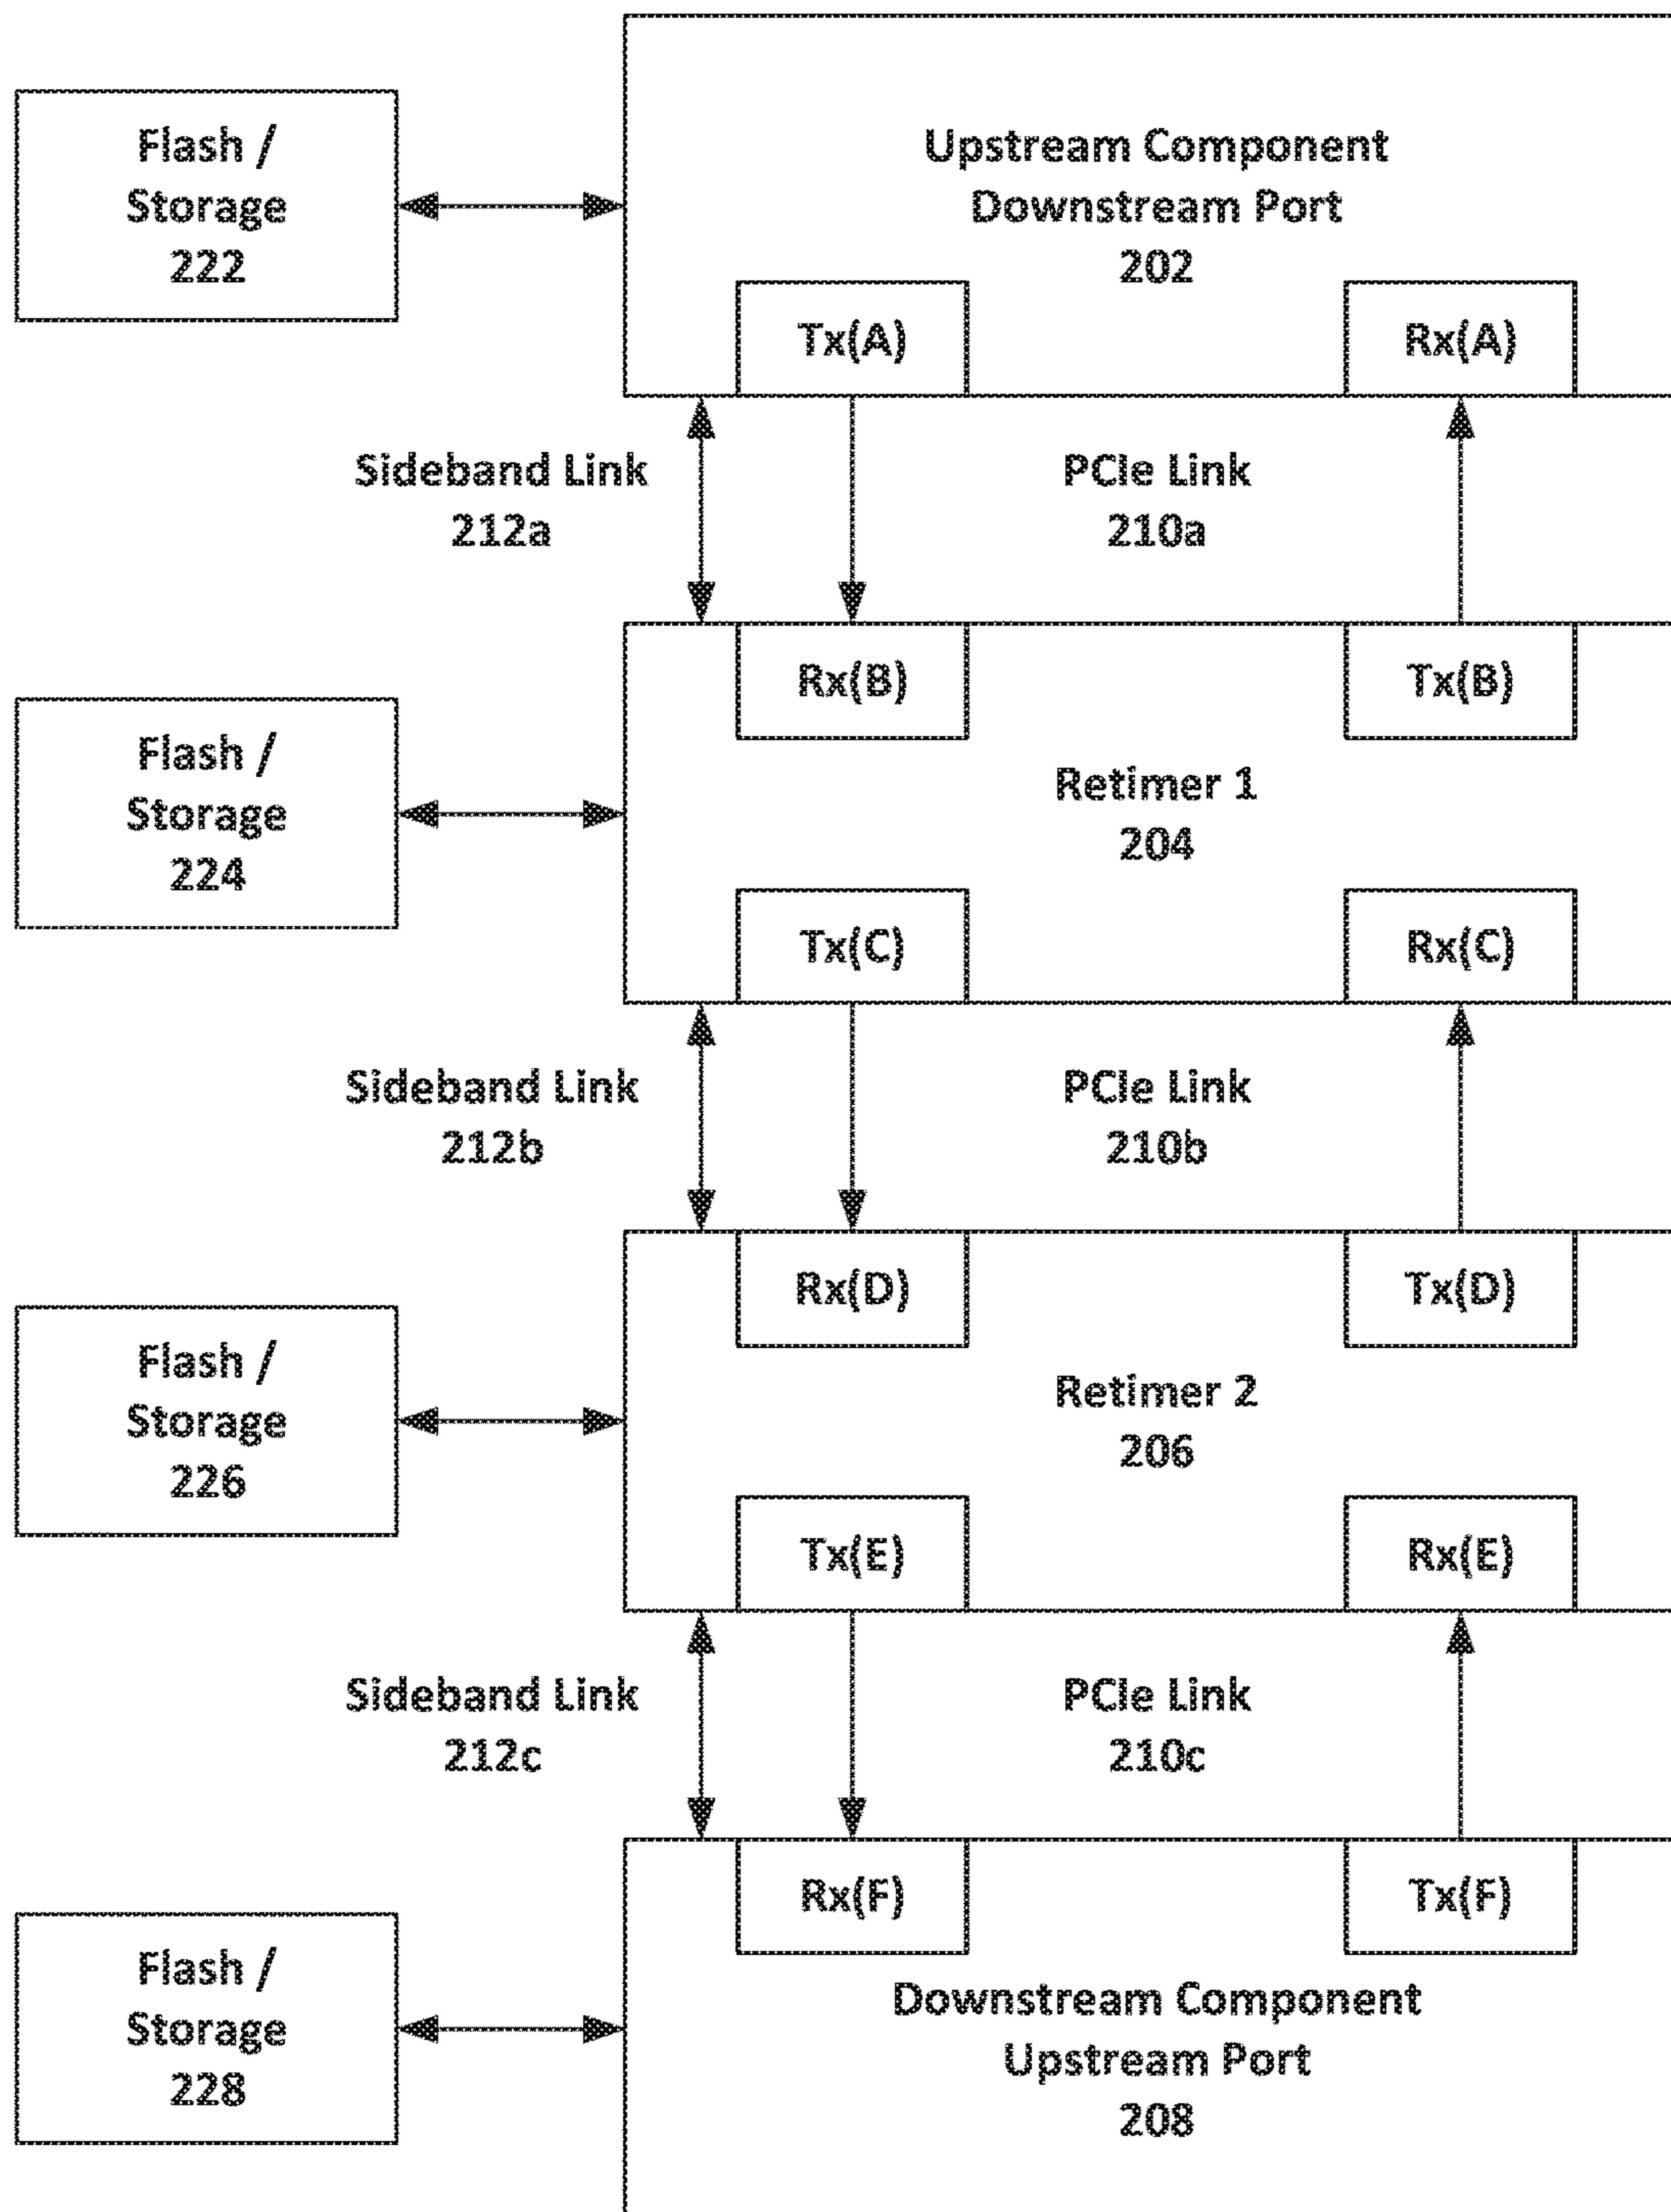 Flash /
Storage
222
Upstream Component
Downstream Port
202
Tx(A)
Rx(A)
Sideband Link
212a
PCIe Link
210a
Rx(B)
Tx(B)
Flash /
Storage
224
Retimer 1
204
Tx(C)
Rx(C)
Sideband Link
212b
PCIe Link
210b
Rx(D)
Tx(D)
Flash /
Storage
226
Retimer 2
206
Tx(E)
Rx(E)
Sideband Link
212c
PCIe Link
210c
Rx(F)
Tx(F)
Flash /
Storage
228
Downstream Component
Upstream Port
208